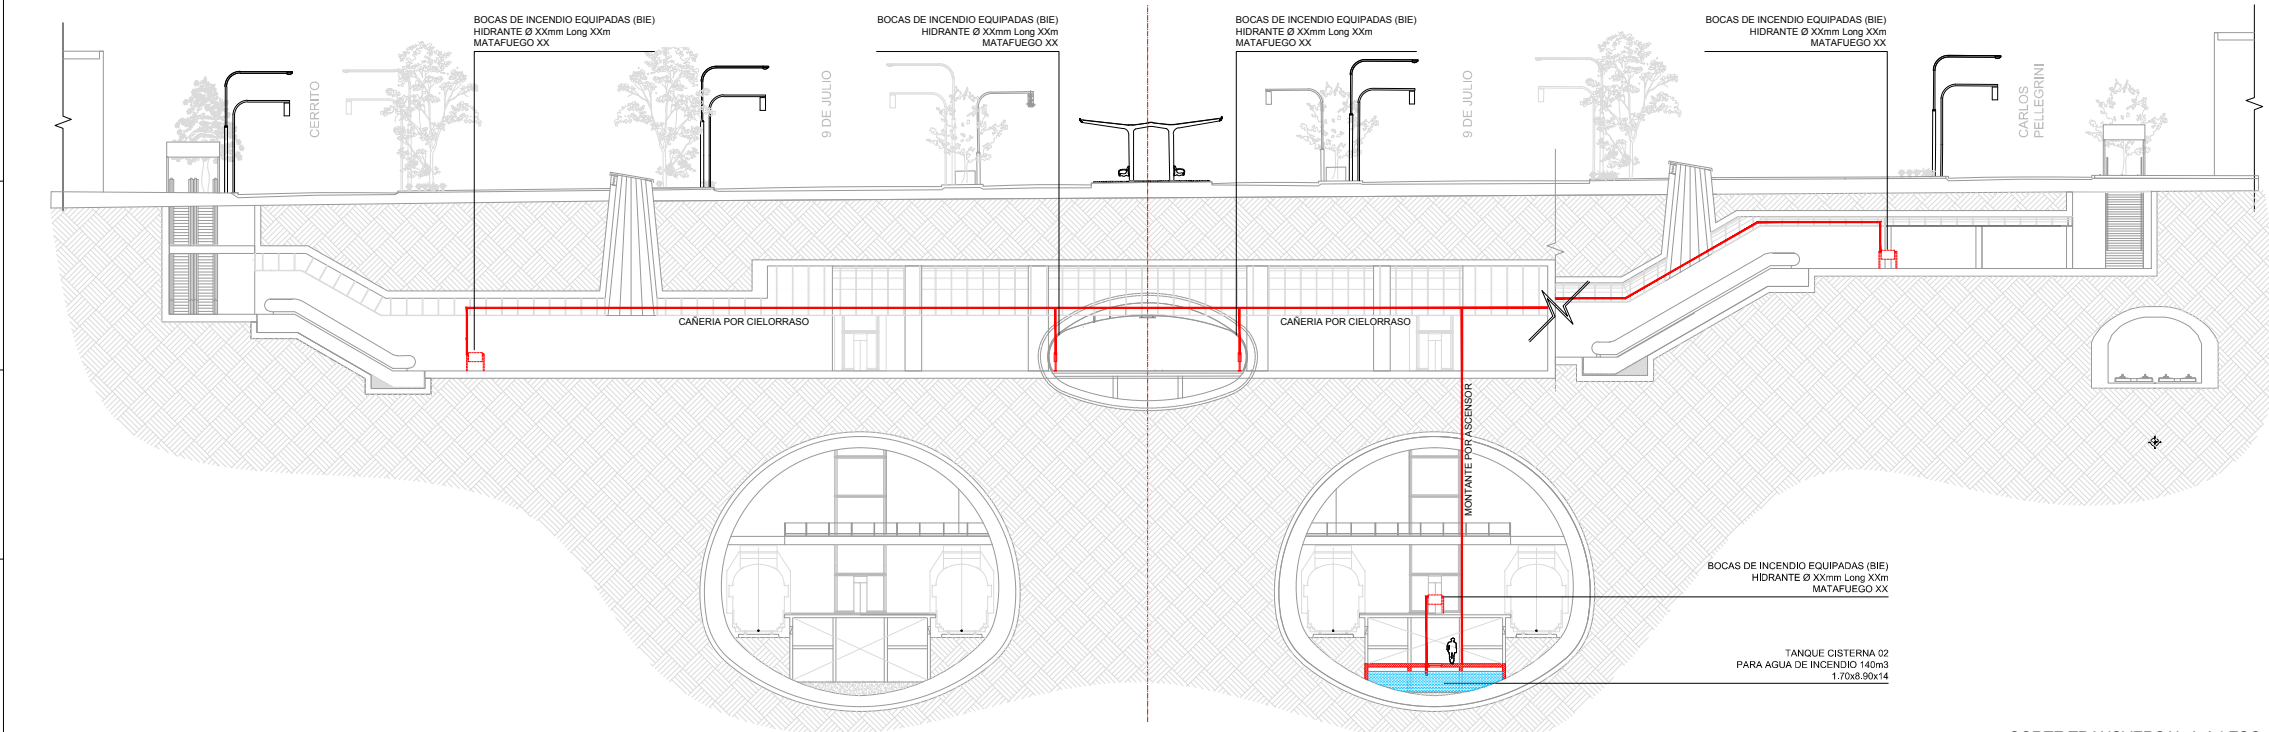 BOCAS DE INCENDIO EQUIPADAS (BIE)
HIDRANTE Ø XXmm Long XXm
MATAFUEGO XX
BOCAS DE INCENDIO EQUIPADAS (BIE)
HIDRANTE Ø XXmm Long XXm
MATAFUEGO XX
BOCAS DE INCENDIO EQUIPADAS (BIE)
HIDRANTE Ø XXmm Long XXm
MATAFUEGO XX
BOCAS DE INCENDIO EQUIPADAS (BIE)
HIDRANTE Ø XXmm Long XXm
MATAFUEGO XX
CERRITO
9 DE JULIO
9 DE JULIO
CARLOS
PELLEGRINI
CAÑERIA POR CIELORRASO
CAÑERIA POR CIELORRASO
MONTANTE POR ASCENSOR
BOCAS DE INCENDIO EQUIPADAS (BIE)
HIDRANTE Ø XXmm Long XXm
MATAFUEGO XX
TANQUE CISTERNA 02
PARA AGUA DE INCENDIO 140m3
1.70x8.90x14